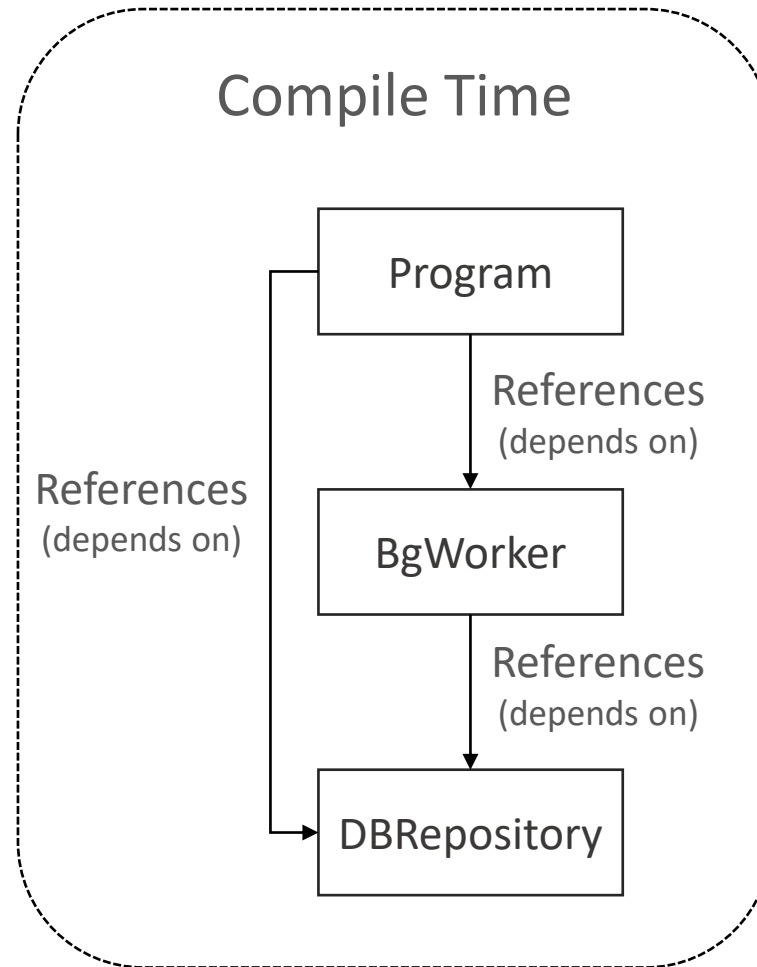 Compile Time
Program
References
(depends on)
References
(depends on)
BgWorker
References
(depends on)
DBRepository